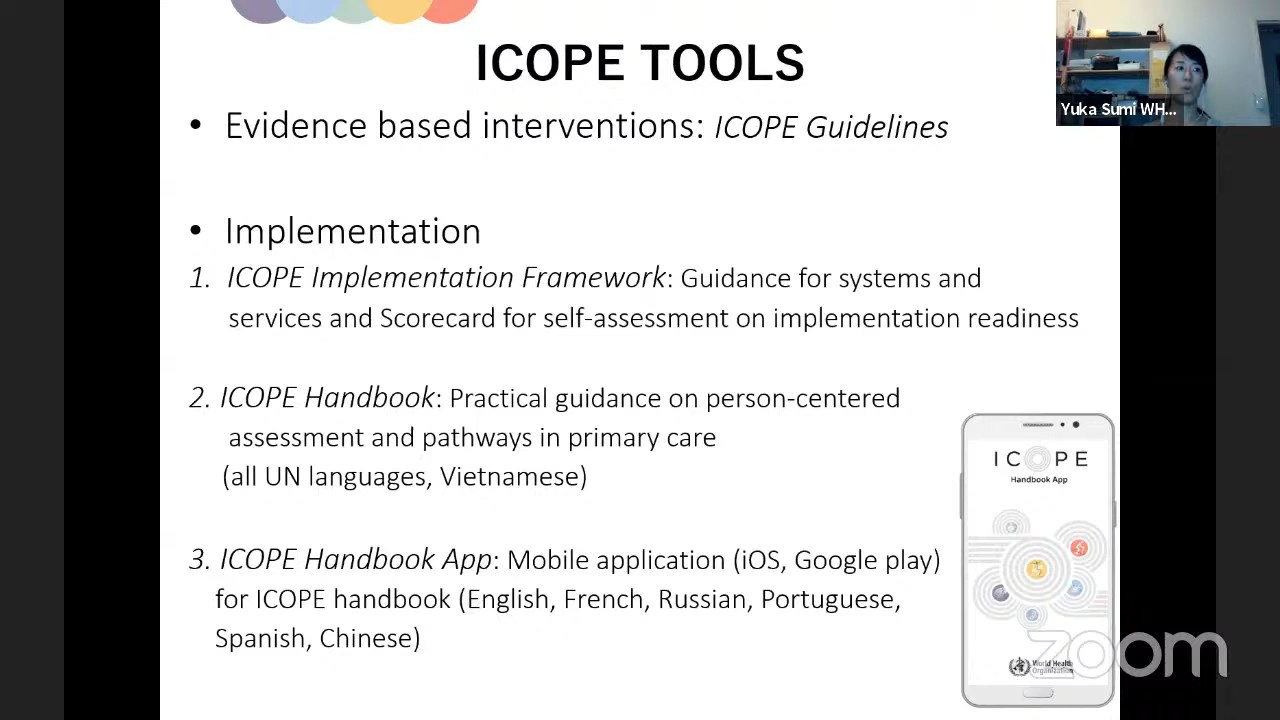 ICOPE TOOLS
Yuka Sumi WH...
• Evidence based interventions: ICOPE Guidelines
• Implementation
1. ICOPE Implementation Framework: Guidance for systems and
services and Scorecard for self-assessment on implementation readiness
2. ICOPE Handbook: Practical guidance on person-centered
assessment and pathways in primary care
(all UN languages, Vietnamese)
3. ICOPE Handbook App: Mobile application (iOS, Google play)
for ICOPE handbook (English, French, Russian, Portuguese,
Spanish, Chinese)
ICOPE
Handbook App
World Health
Organization
zoom